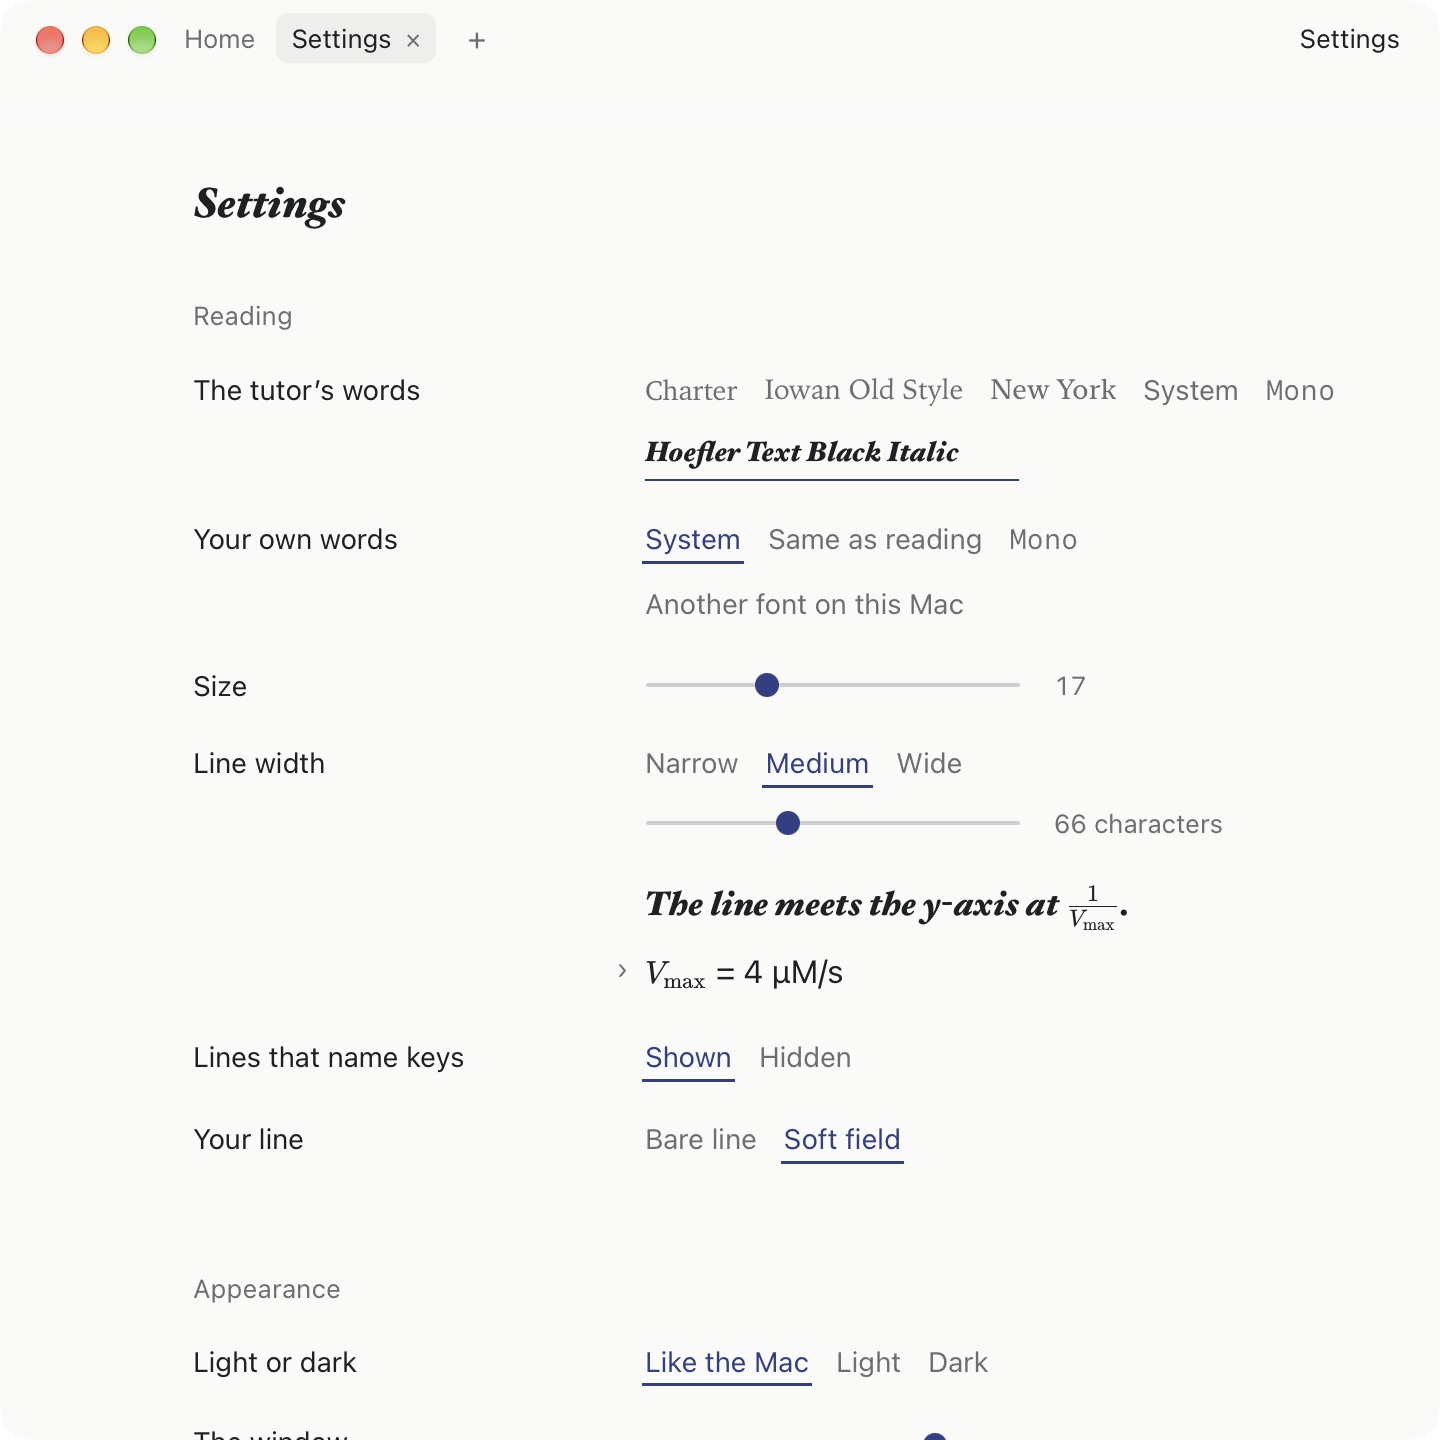 Home Settings × + Settings
Settings
Reading
The tutor’s words Charter Iowan Old Style New York System Mono
Hoefler Text Black Italic
Your own words System Same as reading Mono
Another font on this Mac
Size 17
Line width Narrow Medium Wide
66 characters
The line meets the y-axis at 1/Vmax.
› Vmax = 4 µM/s
Lines that name keys Shown Hidden
Your line Bare line Soft field
Appearance
Light or dark Like the Mac Light Dark
The window